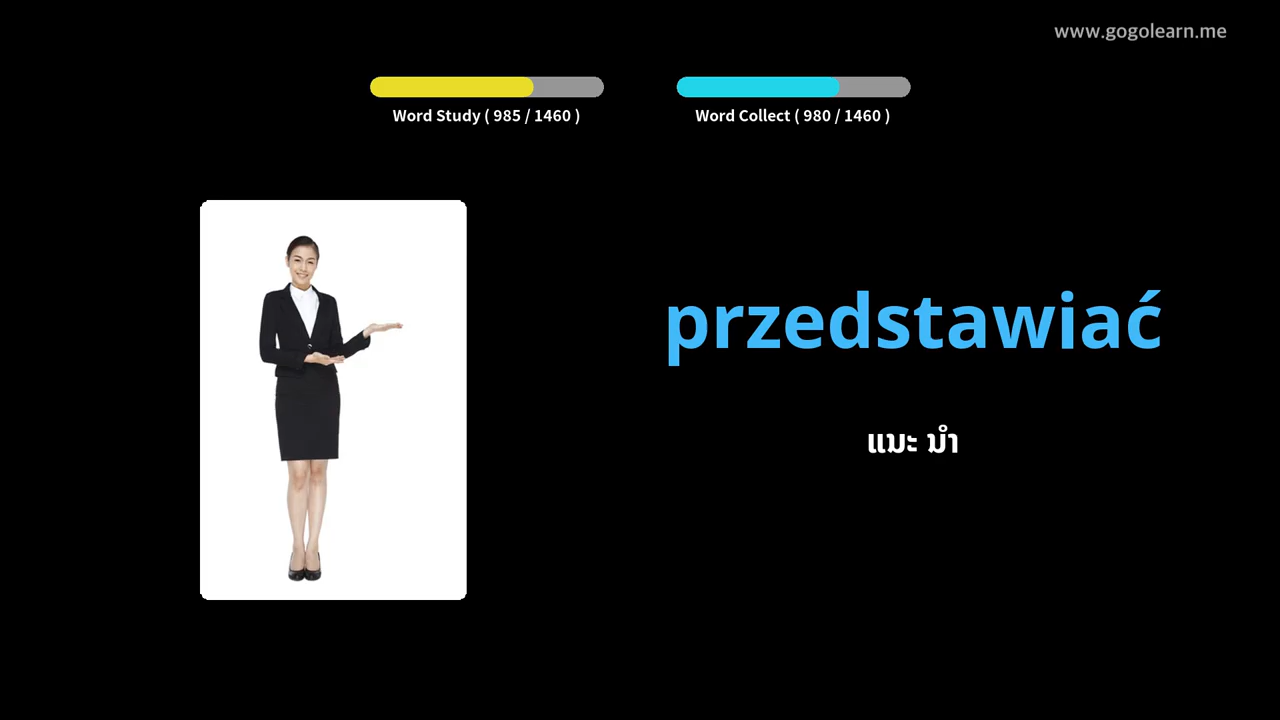 www.gogolearn.me
Word Study ( 985 / 1460 )
Word Collect ( 980 / 1460 )
przedstawiać
ແນະ ນຳ